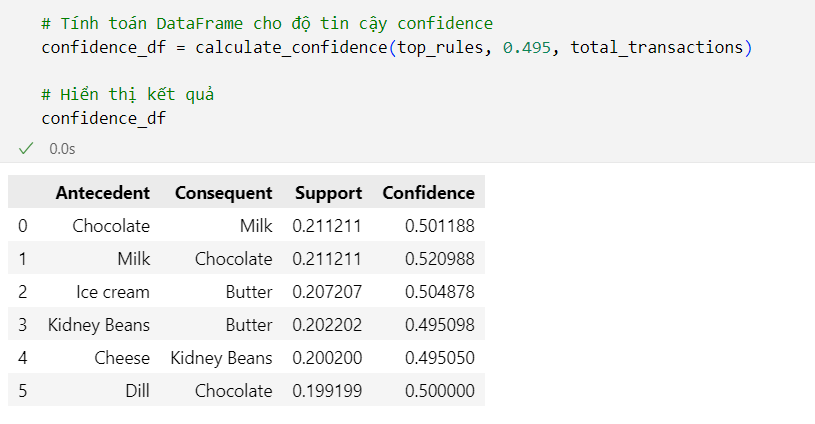 # Tính toán DataFrame cho độ tin cậy confidence
confidence_df = calculate_confidence(top_rules, 0.495, total_transactions)
# Hiển thị kết quả
confidence_df
0.0s
Antecedent Consequent Support Confidence
0 Chocolate Milk 0.211211 0.501188
1 Milk Chocolate 0.211211 0.520988
2 Ice cream Butter 0.207207 0.504878
3 Kidney Beans Butter 0.202202 0.495098
4 Cheese Kidney Beans 0.200200 0.495050
5 Dill Chocolate 0.199199 0.500000